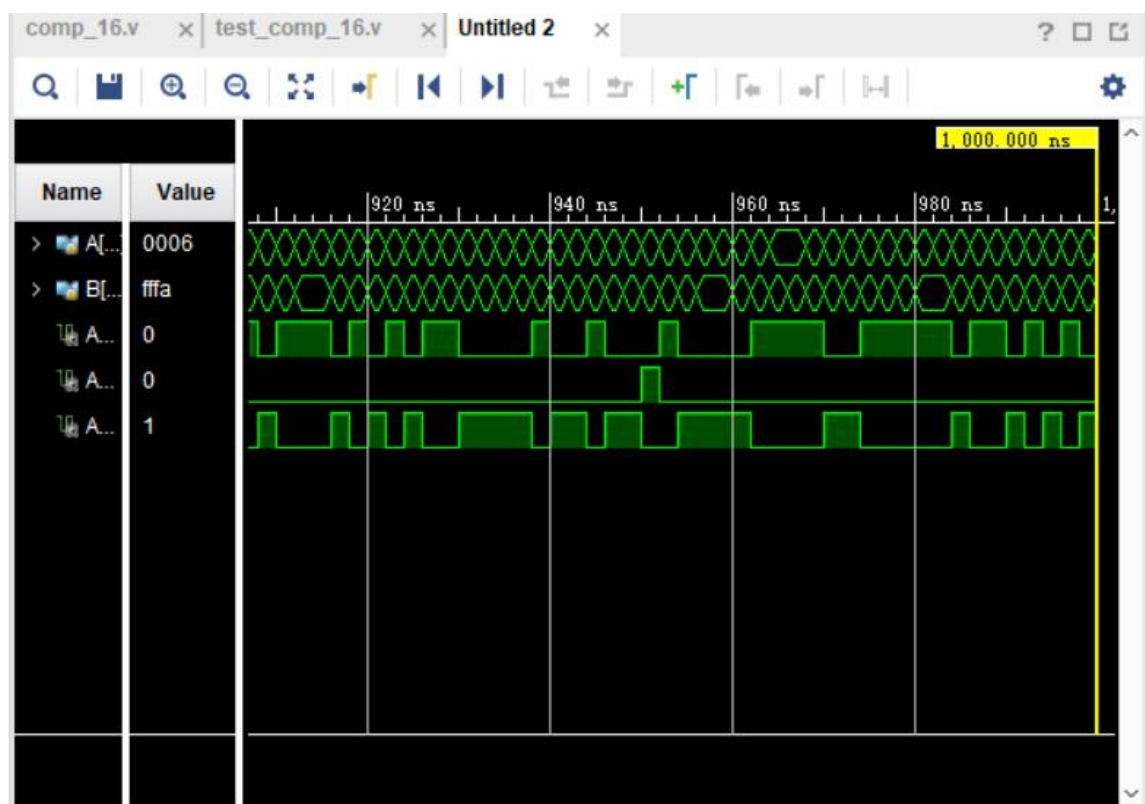 comp_16.v × test_comp_16.v × Untitled 2 ×
?
1,000.000 ns
Name Value
920 ns 940 ns 960 ns 980 ns 1,
> A[...] 0006
> B[... fffa
A... 0
A... 0
A... 1